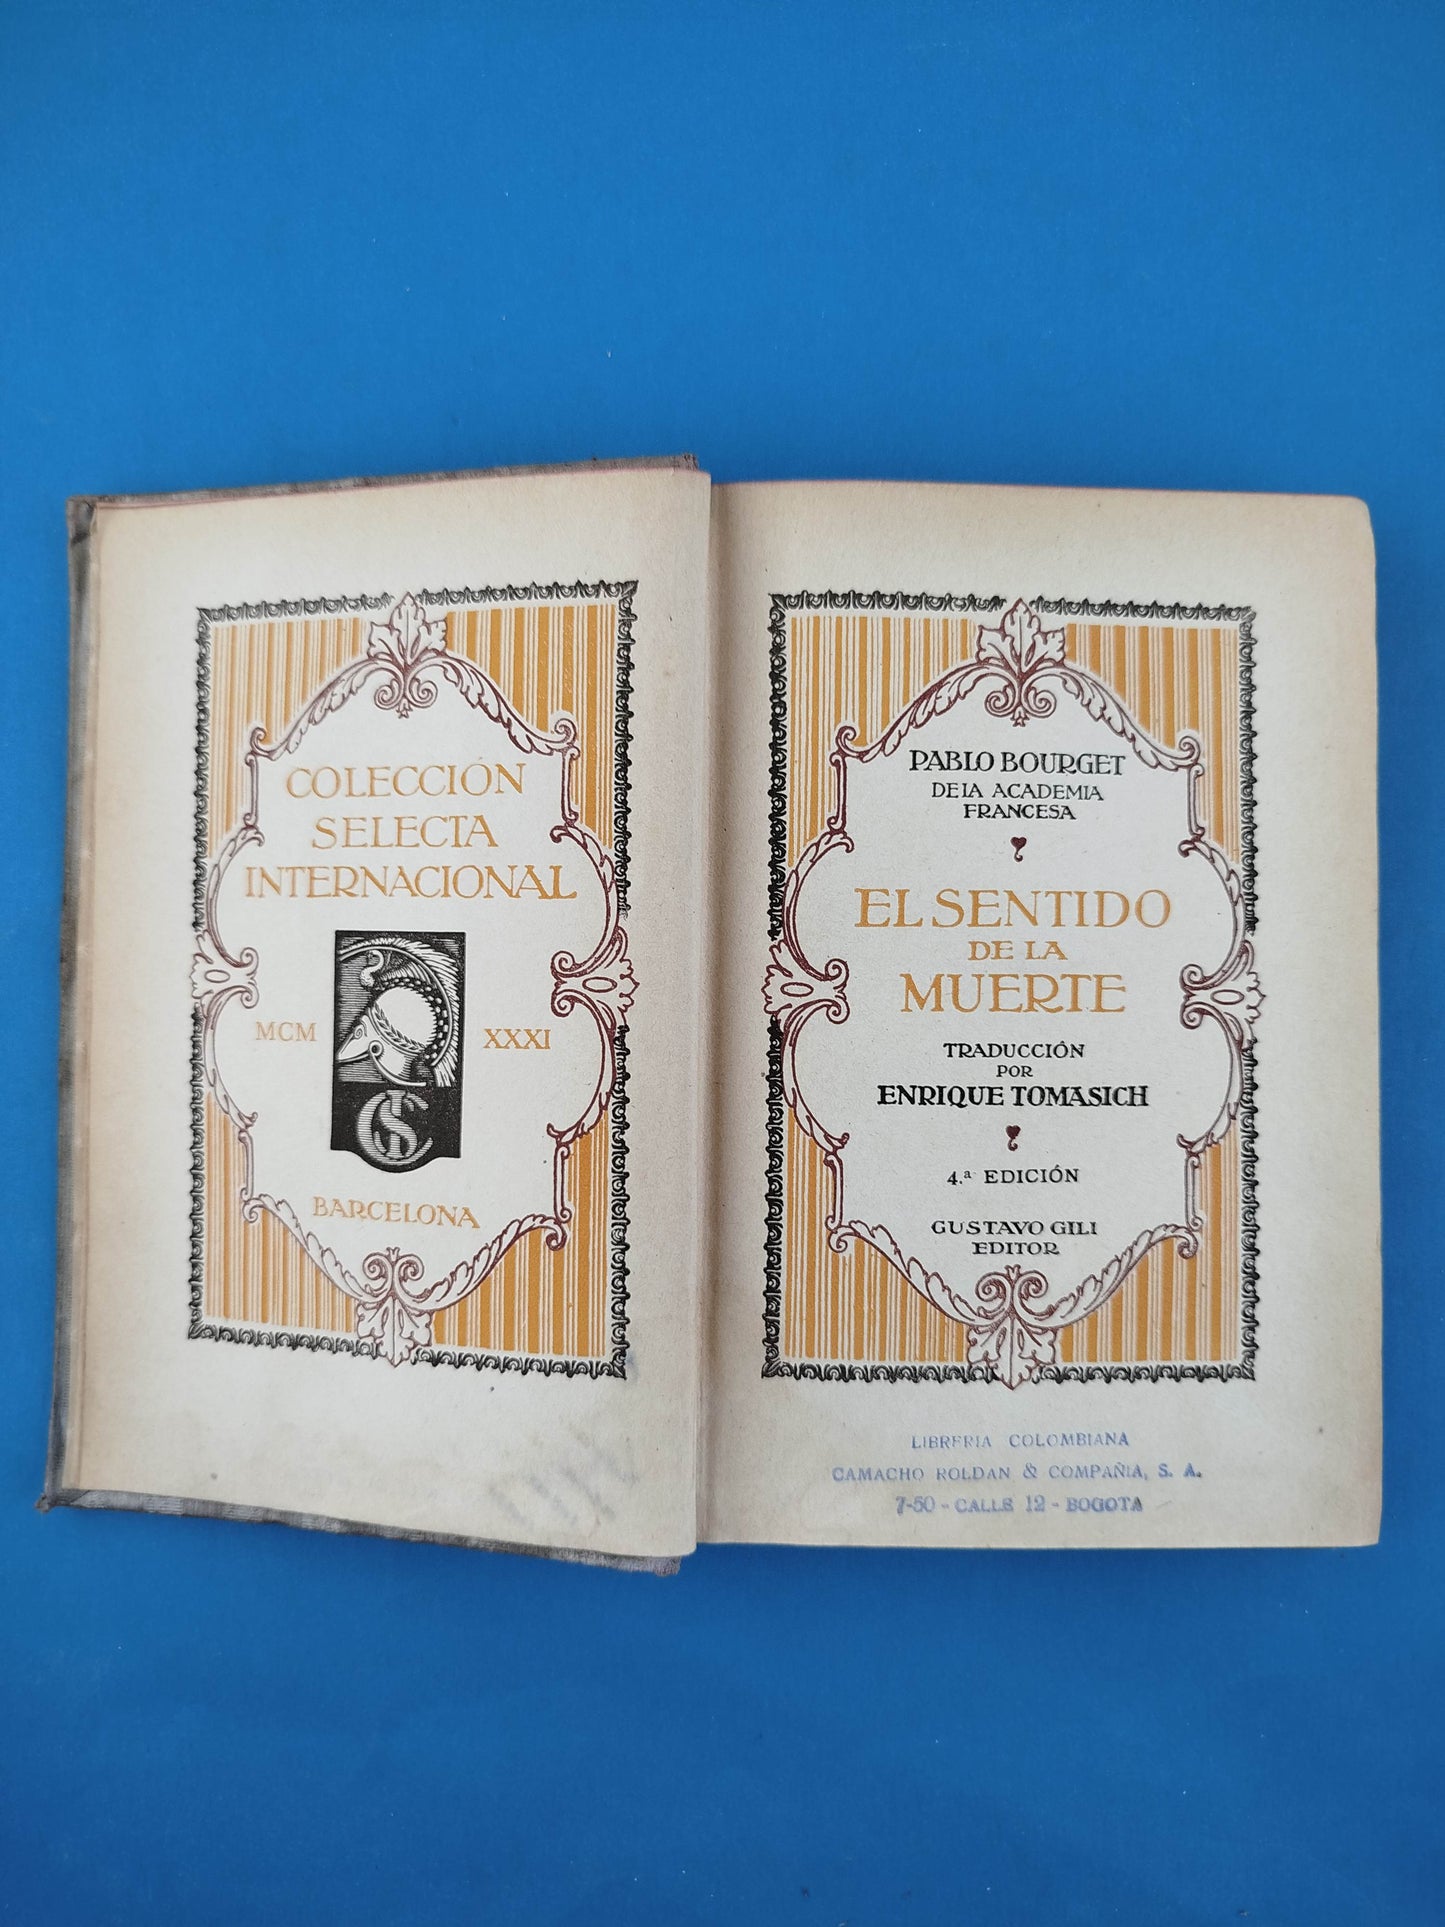 COLECCIÓN
SELECTA
INTERNACIONAL
MCM XXXI
BARCELONA
PABLO BOURGET
DE LA ACADEMIA
FRANCESA
EL SENTIDO
DE LA
MUERTE
TRADUCCIÓN
POR
ENRIQUE TOMASICH
4.ª EDICIÓN
GUSTAVO GILI
EDITOR
LIBRERIA COLOMBIANA
CAMACHO ROLDAN & COMPAÑIA, S. A.
7-50 - CALLE 12 - BOGOTA